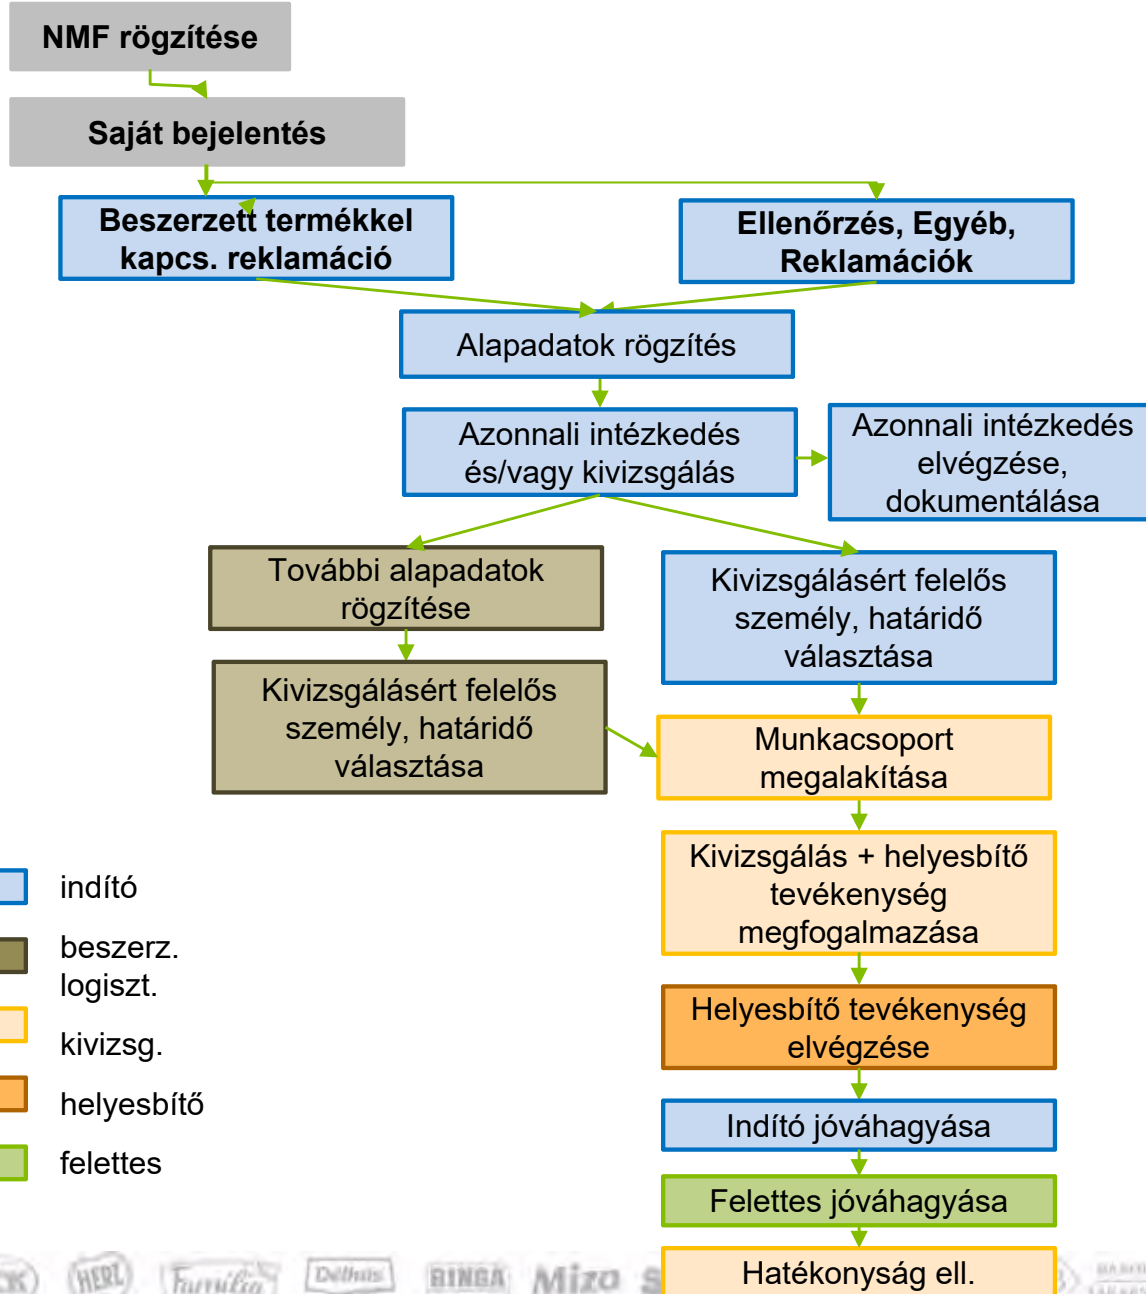 NMF rögzítése
Saját bejelentés
Beszerzett termékkel
kapcs. reklamáció
Ellenőrzés, Egyéb,
Reklamációk
Alapadatok rögzítés
Azonnali intézkedés
és/vagy kivizsgálás
Azonnali intézkedés
elvégzése,
dokumentálása
További alapadatok
rögzítése
Kivizsgálásért felelős
személy, határidő
választása
Kivizsgálásért felelős
személy, határidő
választása
Munkacsoport
megalakítása
Kivizsgálás + helyesbítő
tevékenység
megfogalmazása
Helyesbítő tevékenység
elvégzése
Indító jóváhagyása
Felettes jóváhagyása
Hatékonyság ell.
indító
beszerz.
logiszt.
kivizsg.
helyesbítő
felettes
HERZ
Família
Délhús
RINGA
Mizo